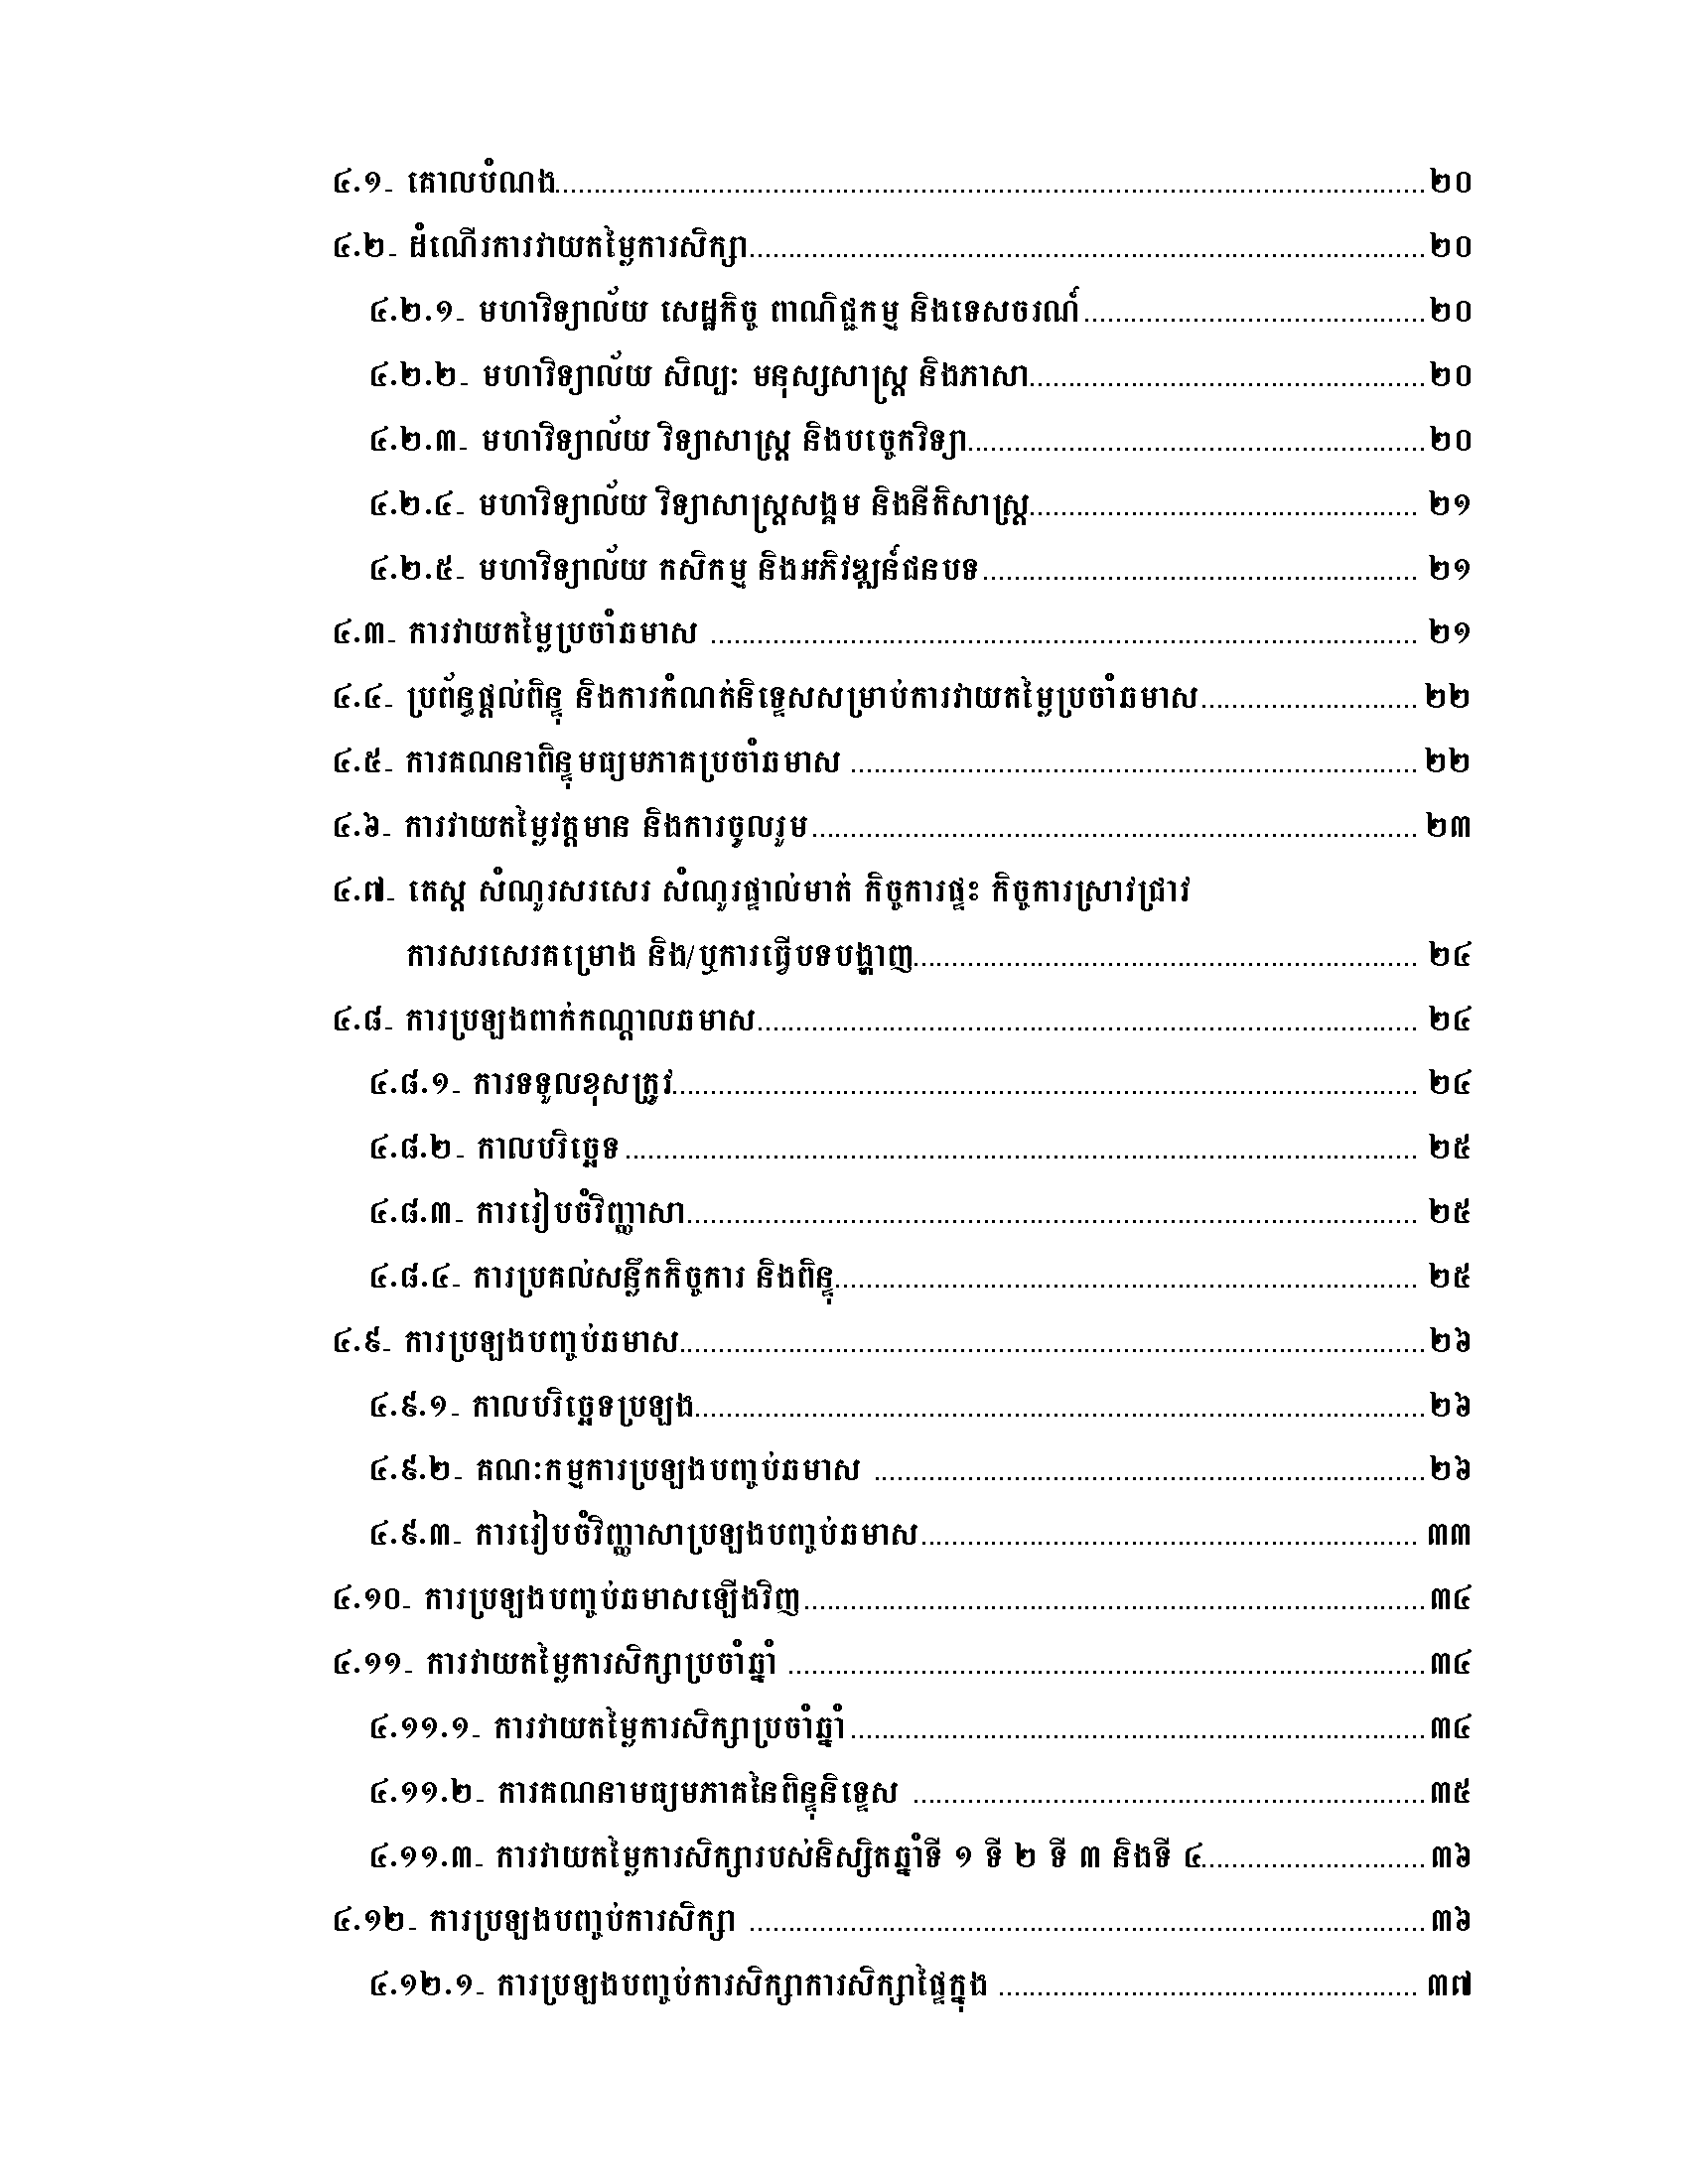 ៤.១- គោលបំណង........................................................................២០
៤.២- ដំណើរការវាយតម្លៃការសិក្សា........................................................................២០
៤.២.១- មហាវិទ្យាល័យ សេដ្ឋកិច្ច ពាណិជ្ជកម្ម និងទេសចរណ៍........................................................................២០
៤.២.២- មហាវិទ្យាល័យ សិល្បៈ មនុស្សសាស្ត្រ និងភាសា........................................................................២០
៤.២.៣- មហាវិទ្យាល័យ វិទ្យាសាស្ត្រ និងបច្ចេកវិទ្យា........................................................................២០
៤.២.៤- មហាវិទ្យាល័យ វិទ្យាសាស្ត្រសង្គម និងនីតិសាស្ត្រ........................................................................ ២១
៤.២.៥- មហាវិទ្យាល័យ កសិកម្ម និងអភិវឌ្ឍន៍ជនបទ........................................................................ ២១
៤.៣- ការវាយតម្លៃប្រចាំឆមាស ........................................................................ ២១
៤.៤- ប្រព័ន្ធផ្តល់ពិន្ទុ និងការកំណត់និទ្ទេសសម្រាប់ការវាយតម្លៃប្រចាំឆមាស........................................ ២២
៤.៥- ការគណនាពិន្ទុមធ្យមភាគប្រចាំឆមាស ........................................................................ ២២
៤.៦- ការវាយតម្លៃវត្តមាន និងការចូលរួម........................................................................ ២៣
៤.៧- តេស្ត សំណួរសរសេរ សំណួរផ្ទាល់មាត់ កិច្ចការផ្ទះ កិច្ចការស្រាវជ្រាវ
ការសរសេរគម្រោង និង/ឬការធ្វើបទបង្ហាញ........................................................................ ២៤
៤.៨- ការប្រឡងពាក់កណ្តាលឆមាស........................................................................ ២៤
៤.៨.១- ការទទួលខុសត្រូវ........................................................................ ២៤
៤.៨.២- កាលបរិច្ឆេទ........................................................................ ២៥
៤.៨.៣- ការរៀបចំវិញ្ញាសា........................................................................ ២៥
៤.៨.៤- ការប្រគល់សន្លឹកកិច្ចការ និងពិន្ទុ........................................................................ ២៥
៤.៩- ការប្រឡងបញ្ចប់ឆមាស........................................................................២៦
៤.៩.១- កាលបរិច្ឆេទប្រឡង........................................................................២៦
៤.៩.២- គណៈកម្មការប្រឡងបញ្ចប់ឆមាស ........................................................................២៦
៤.៩.៣- ការរៀបចំវិញ្ញាសាប្រឡងបញ្ចប់ឆមាស........................................................................ ៣៣
៤.១០- ការប្រឡងបញ្ចប់ឆមាសឡើងវិញ........................................................................៣៤
៤.១១- ការវាយតម្លៃការសិក្សាប្រចាំឆ្នាំ ........................................................................៣៤
៤.១១.១- ការវាយតម្លៃការសិក្សាប្រចាំឆ្នាំ........................................................................៣៤
៤.១១.២- ការគណនាមធ្យមភាគនៃពិន្ទុនិទ្ទេស ........................................................................៣៥
៤.១១.៣- ការវាយតម្លៃការសិក្សារបស់និស្សិតឆ្នាំទី ១ ទី ២ ទី ៣ និងទី ៤........................................៣៦
៤.១២- ការប្រឡងបញ្ចប់ការសិក្សា ........................................................................៣៦
៤.១២.១- ការប្រឡងបញ្ចប់ការសិក្សាការសិក្សាផ្ទៃក្នុង ........................................................................ ៣៧